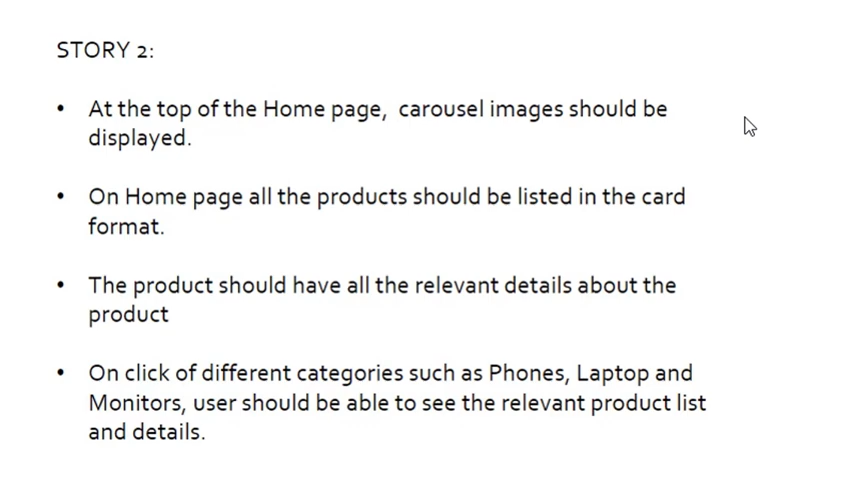 STORY 2:
• At the top of the Home page, carousel images should be
displayed.
• On Home page all the products should be listed in the card
format.
• The product should have all the relevant details about the
product
• On click of different categories such as Phones, Laptop and
Monitors, user should be able to see the relevant product list
and details.